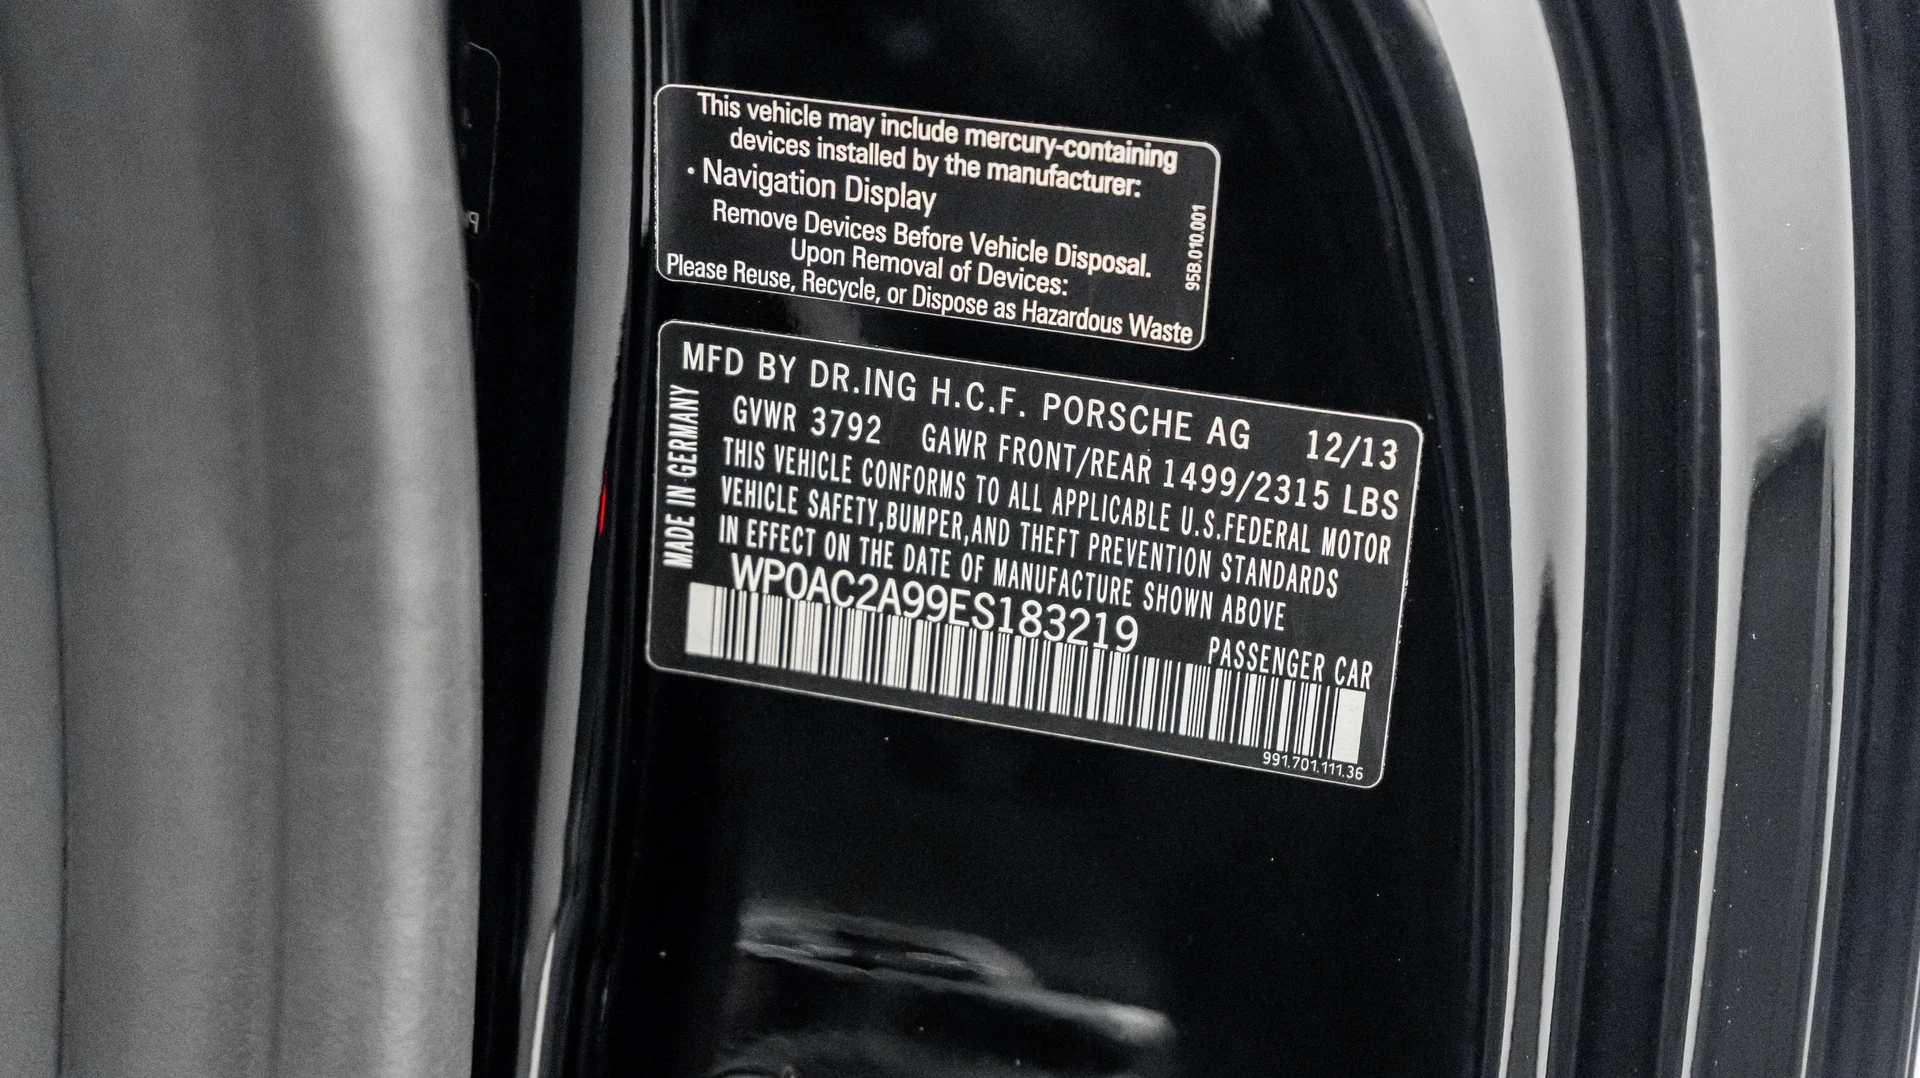 This vehicle may include mercury-containing
devices installed by the manufacturer:
· Navigation Display
Remove Devices Before Vehicle Disposal.
Upon Removal of Devices:
Please Reuse, Recycle, or Dispose as Hazardous Waste
95B.010.001
MFD BY DR.ING H.C.F. PORSCHE AG 12/13
GVWR 3792 GAWR FRONT/REAR 1499/2315 LBS
THIS VEHICLE CONFORMS TO ALL APPLICABLE U.S.FEDERAL MOTOR
VEHICLE SAFETY,BUMPER,AND THEFT PREVENTION STANDARDS
IN EFFECT ON THE DATE OF MANUFACTURE SHOWN ABOVE
WP0AC2A99ES183219
PASSENGER CAR
MADE IN GERMANY
991.701.111.36